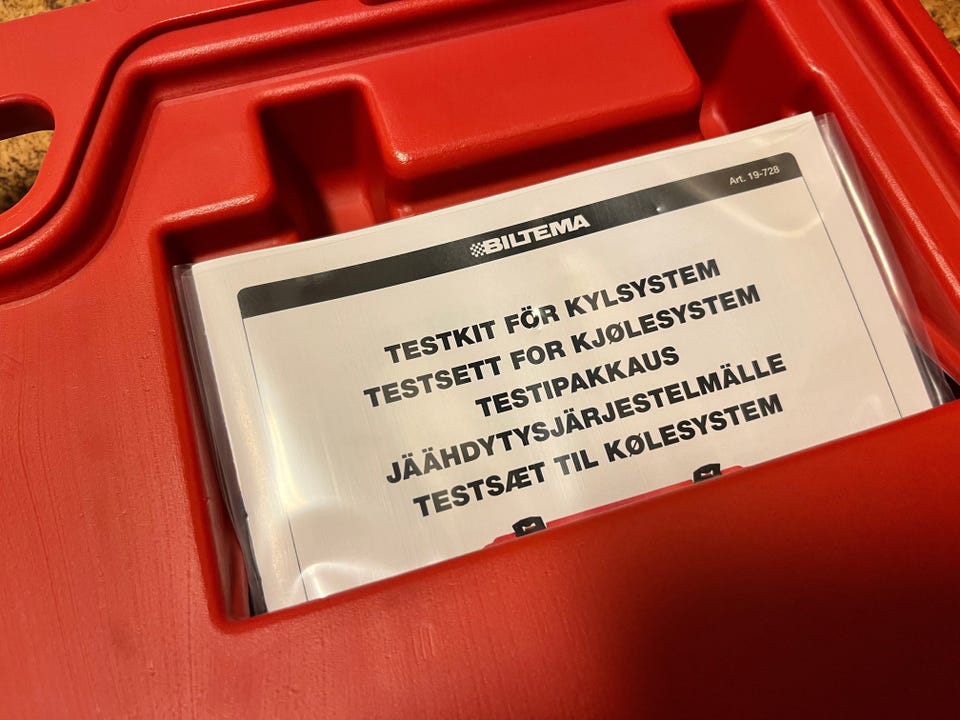 Art. 19-728
BILTEMA
TESTKIT FÖR KYLSYSTEM
TESTSETT FOR KJØLESYSTEM
TESTIPAKKAUS
JÄÄHDYTYSJÄRJESTELMÄLLE
TESTSÆT TIL KØLESYSTEM